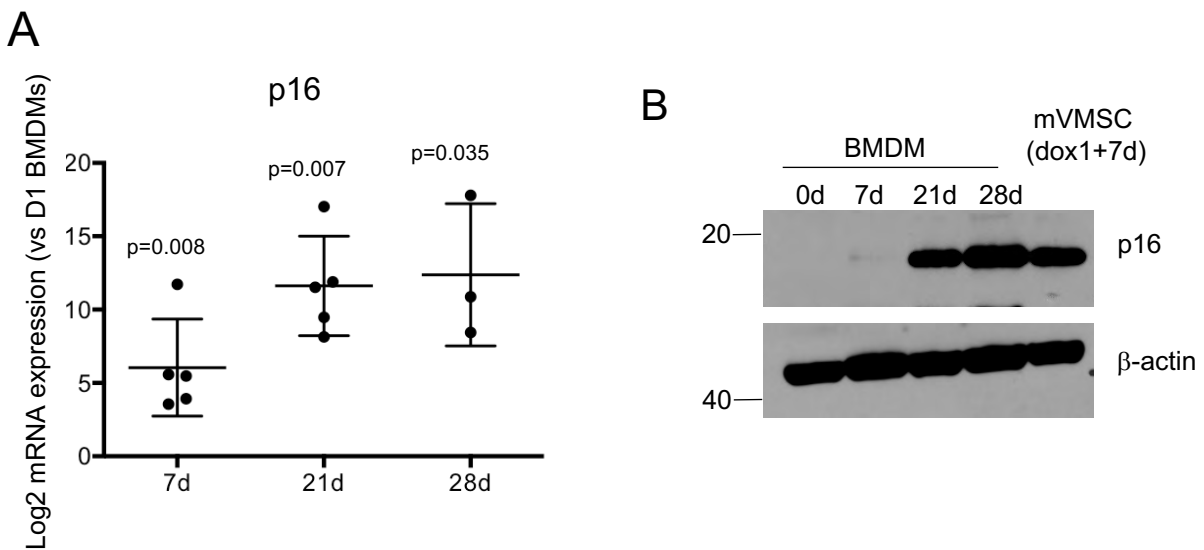 A
p16
Log2 mRNA expression (vs D1 BMDMs)
20
15
10
5
0
p=0.008
p=0.007
p=0.035
7d
21d
28d
B
BMDM
mVMSC
(dox1+7d)
0d 7d 21d 28d
20
p16
β-actin
40